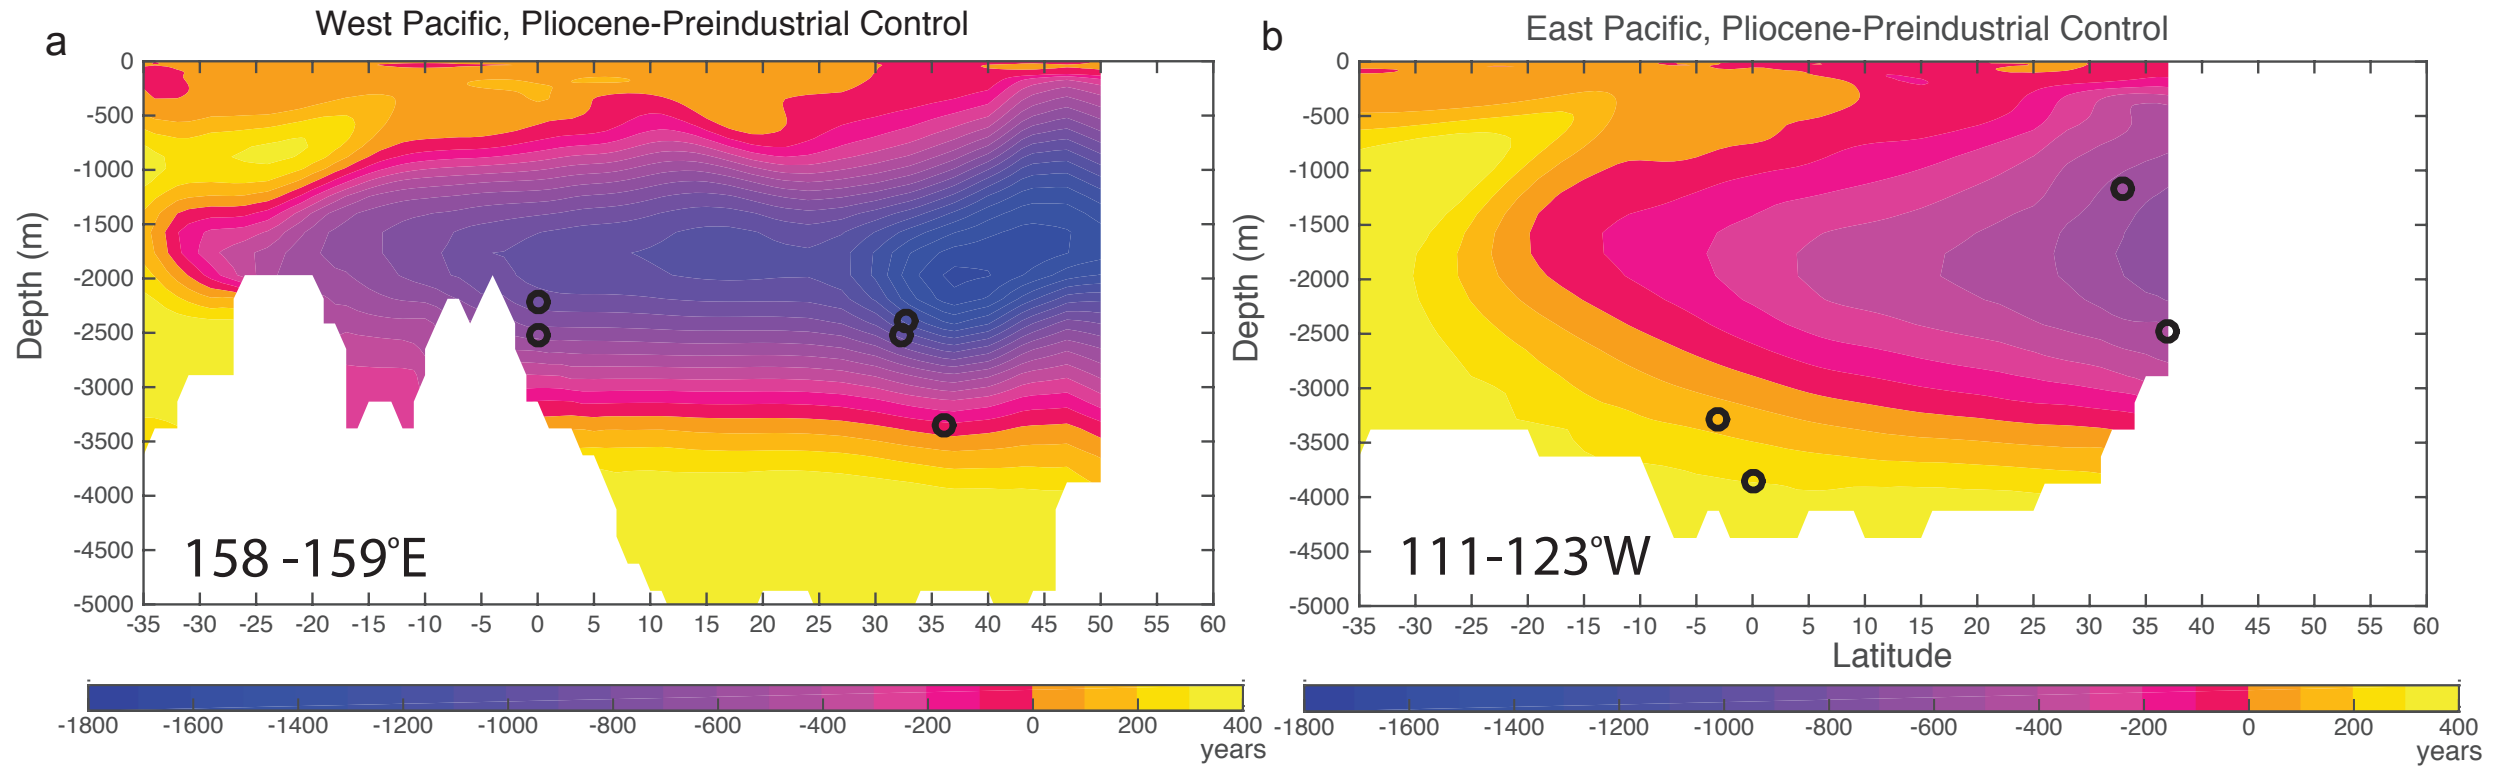 a
West Pacific, Pliocene-Preindustrial Control
Depth (m)
0
-500
-1000
-1500
-2000
-2500
-3000
-3500
-4000
-4500
-5000
158 -159°E
-35 -30 -25 -20 -15 -10 -5 0 5 10 15 20 25 30 35 40 45 50 55 60
-1800 -1600 -1400 -1200 -1000 -800 -600 -400 -200 0 200 400
years
b
East Pacific, Pliocene-Preindustrial Control
Depth (m)
0
-500
-1000
-1500
-2000
-2500
-3000
-3500
-4000
-4500
-5000
111-123°W
-35 -30 -25 -20 -15 -10 -5 0 5 10 15 20 25 30 35 40 45 50 55 60
Latitude
-1800 -1600 -1400 -1200 -1000 -800 -600 -400 -200 0 200 400
years